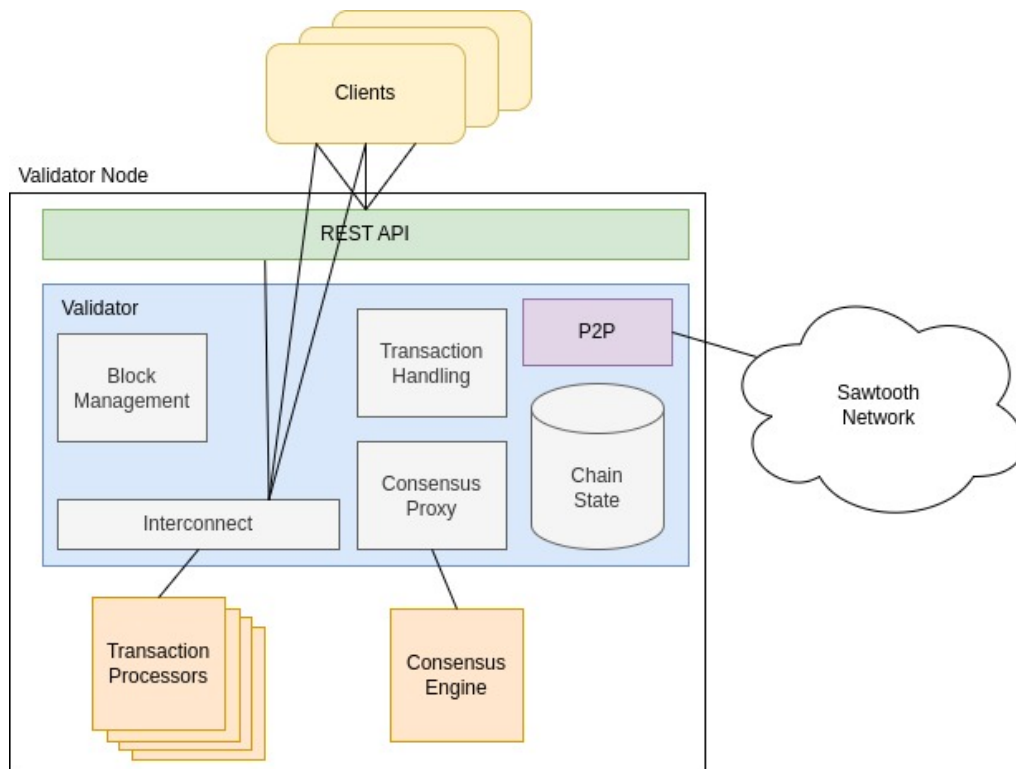 Clients
Validator Node
REST API
Validator
P2P
Transaction
Handling
Block
Management
Sawtooth
Network
Consensus
Proxy
Chain
State
Interconnect
Transaction
Processors
Consensus
Engine